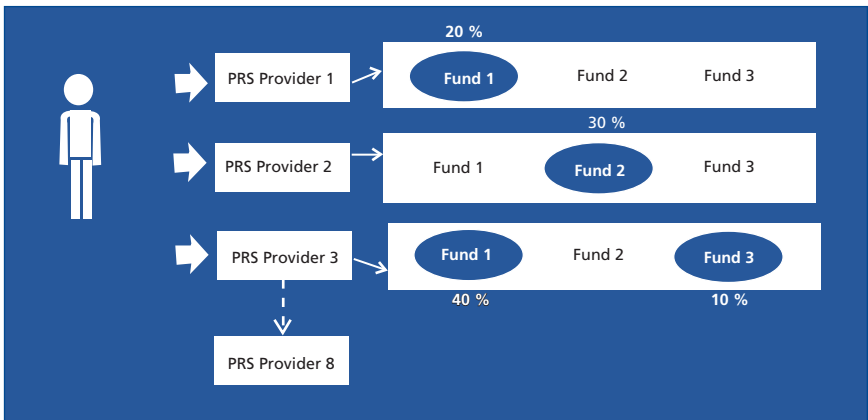 20 %
PRS Provider 1
Fund 1 Fund 2 Fund 3
30 %
PRS Provider 2
Fund 1 Fund 2 Fund 3
PRS Provider 3
Fund 1 Fund 2 Fund 3
40 % 10 %
PRS Provider 8